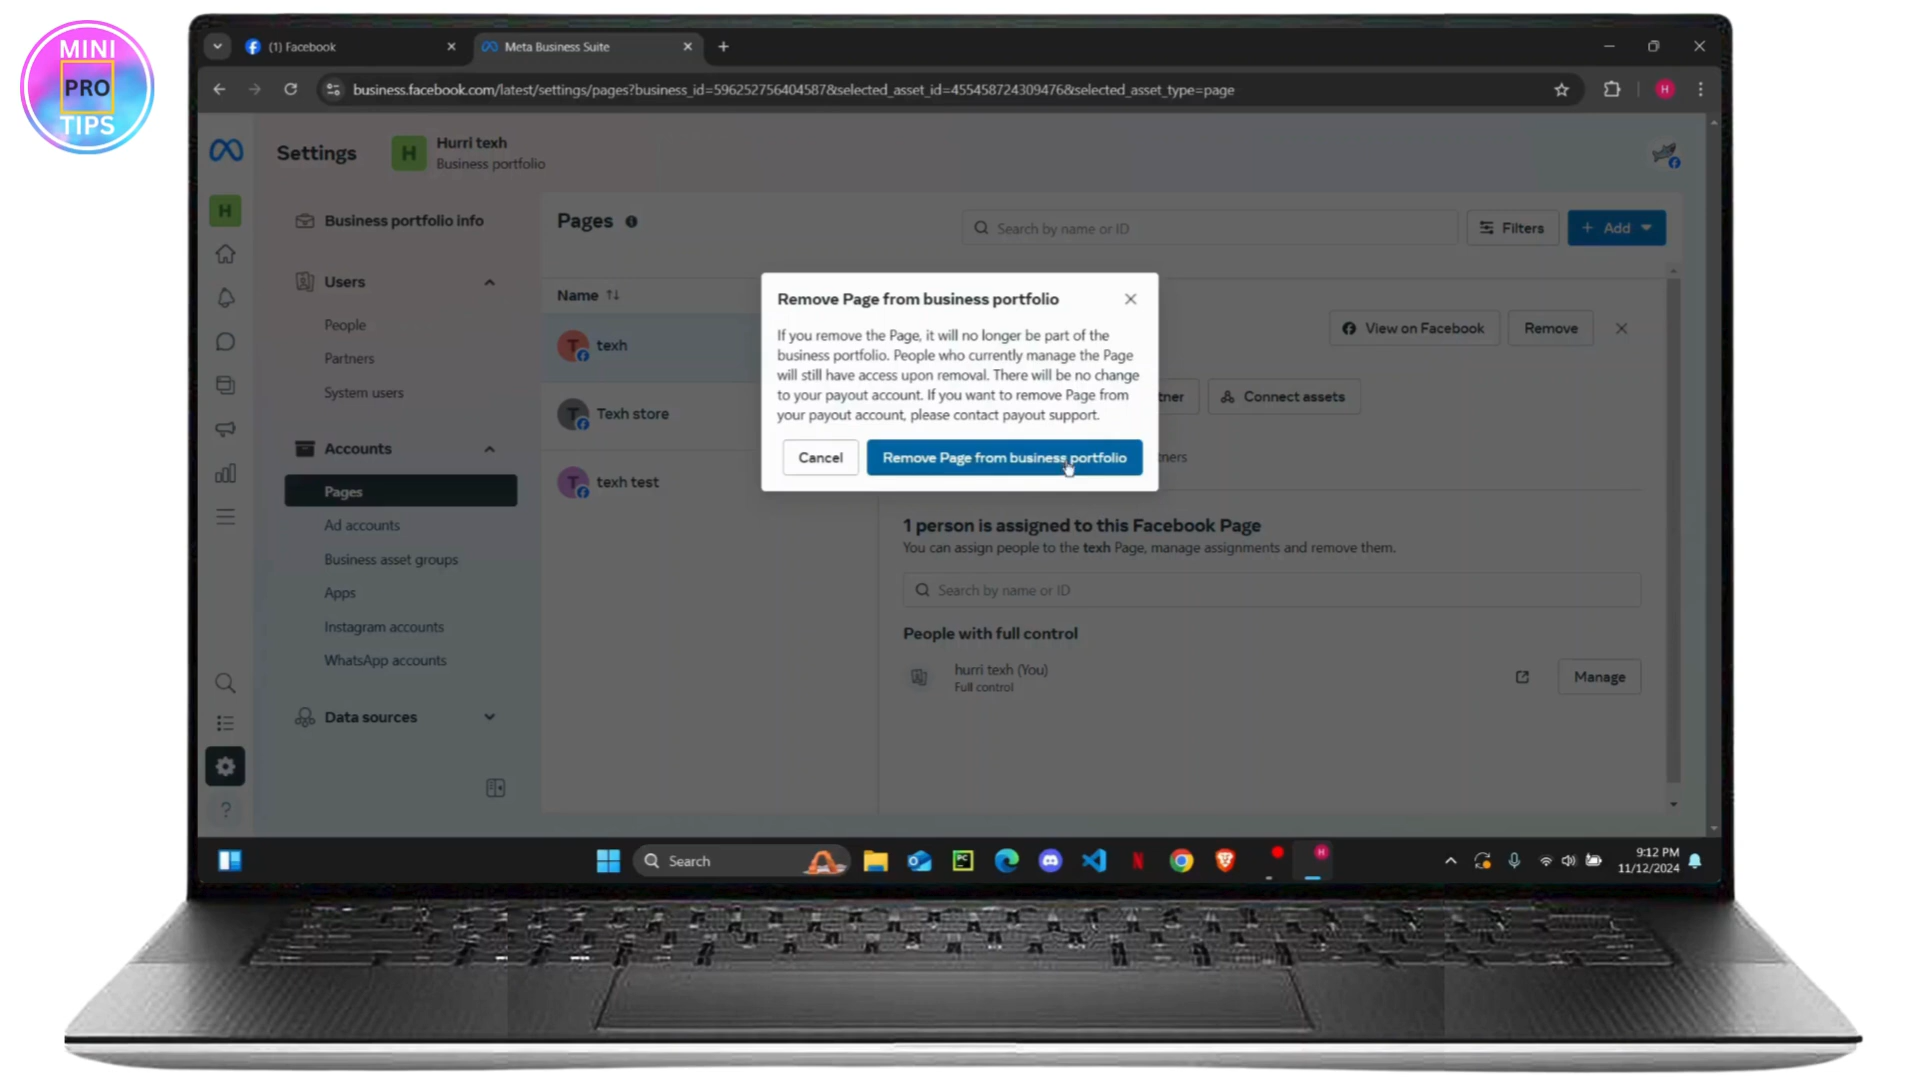 MINI
PRO
TIPS
(1) Facebook
Meta Business Suite
business.facebook.com/latest/settings/pages?business_id=596252756404587&selected_asset_id=455458724309476&selected_asset_type=page
H
Settings
H
Hurri texh
Business portfolio
H
Business portfolio info
Users
People
Partners
System users
Accounts
Pages
Ad accounts
Business asset groups
Apps
Instagram accounts
WhatsApp accounts
Data sources
Pages
Search by name or ID
Filters
+ Add
Name
T texh
T Texh store
T texh test
Remove Page from business portfolio
If you remove the Page, it will no longer be part of the
business portfolio. People who currently manage the Page
will still have access upon removal. There will be no change
to your payout account. If you want to remove Page from
your payout account, please contact payout support.
Cancel
Remove Page from business portfolio
View on Facebook
Remove
tner
Connect assets
tners
1 person is assigned to this Facebook Page
You can assign people to the texh Page, manage assignments and remove them.
Search by name or ID
People with full control
hurri texh (You)
Full control
Manage
Search
PC
N
H
9:12 PM
11/12/2024